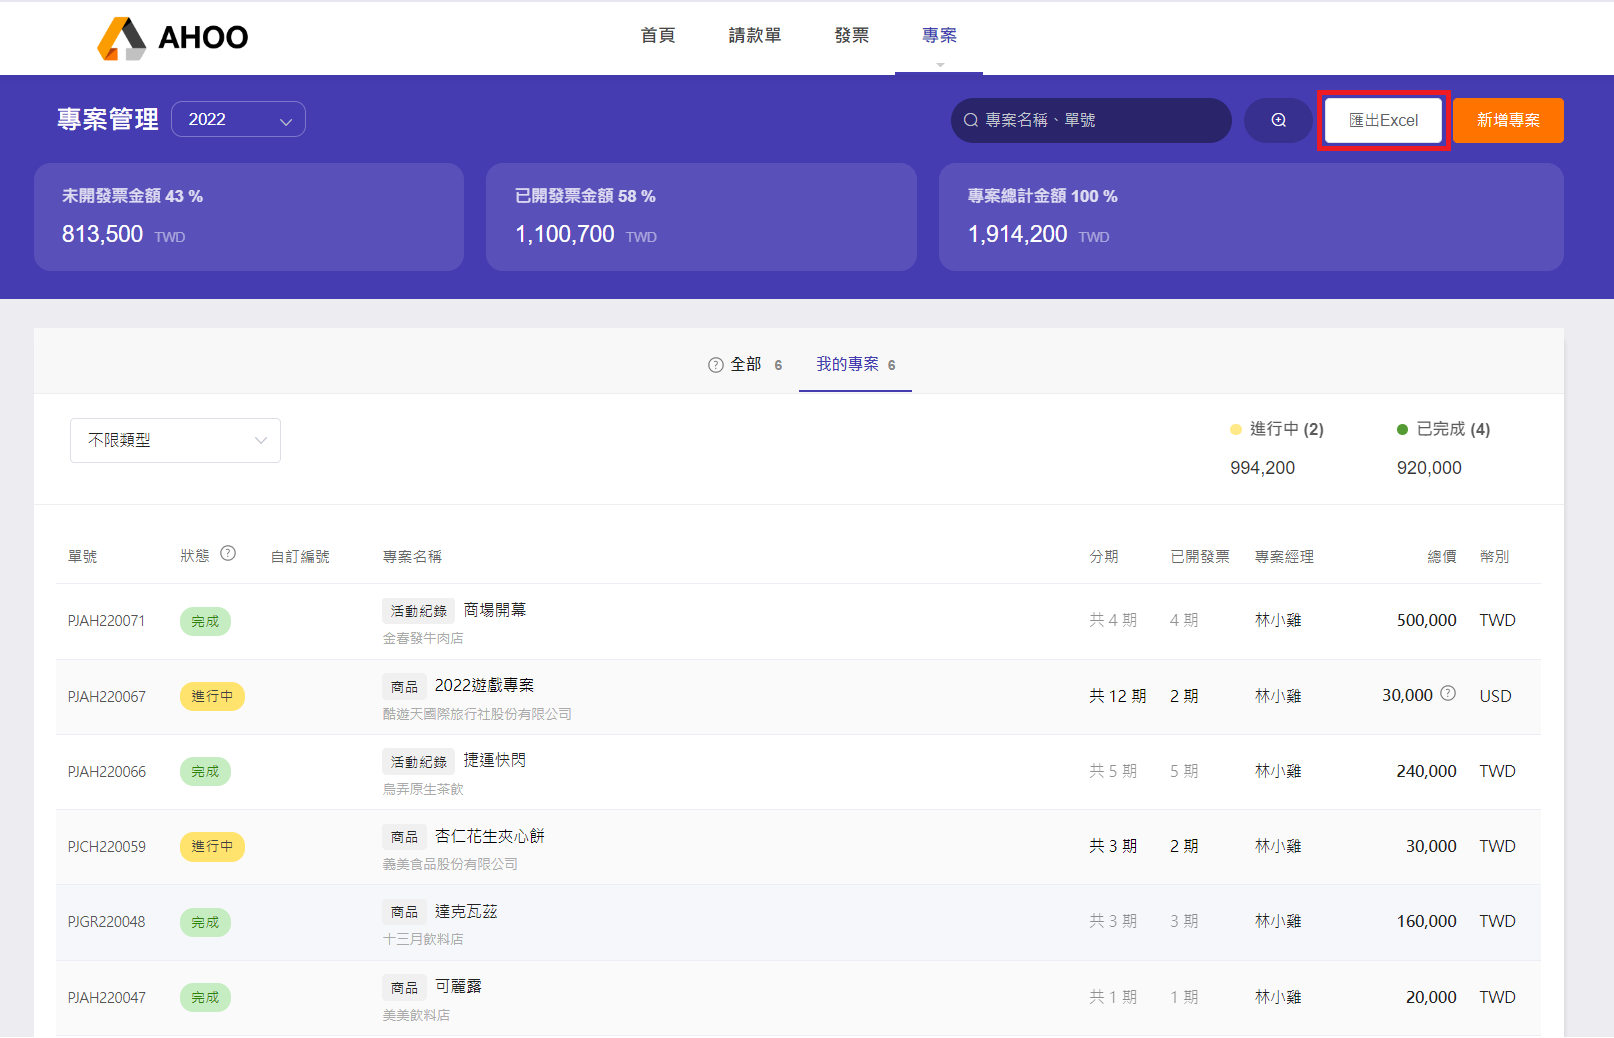 AHOO
首頁 請款單 發票 專案
專案管理 2022 專案名稱、單號 匯出Excel 新增專案
未開發票金額 43 % 已開發票金額 58 % 專案總計金額 100 %
813,500 TWD 1,100,700 TWD 1,914,200 TWD
全部 6 我的專案 6
不限類型 進行中 (2) 已完成 (4)
994,200 920,000
單號 狀態 自訂編號 專案名稱 分期 已開發票 專案經理 總價 幣別
PJAH220071 完成 活動紀錄 商場開幕 共 4 期 4 期 林小雞 500,000 TWD
金春發牛肉店
PJAH220067 進行中 商品 2022遊戲專案 共 12 期 2 期 林小雞 30,000 USD
酷遊天國際旅行社股份有限公司
PJAH220066 完成 活動紀錄 捷運快閃 共 5 期 5 期 林小雞 240,000 TWD
烏弄原生茶飲
PJCH220059 進行中 商品 杏仁花生夾心餅 共 3 期 2 期 林小雞 30,000 TWD
義美食品股份有限公司
PJGR220048 完成 商品 達克瓦茲 共 3 期 3 期 林小雞 160,000 TWD
十三月飲料店
PJAH220047 完成 商品 可麗露 共 1 期 1 期 林小雞 20,000 TWD
美美飲料店